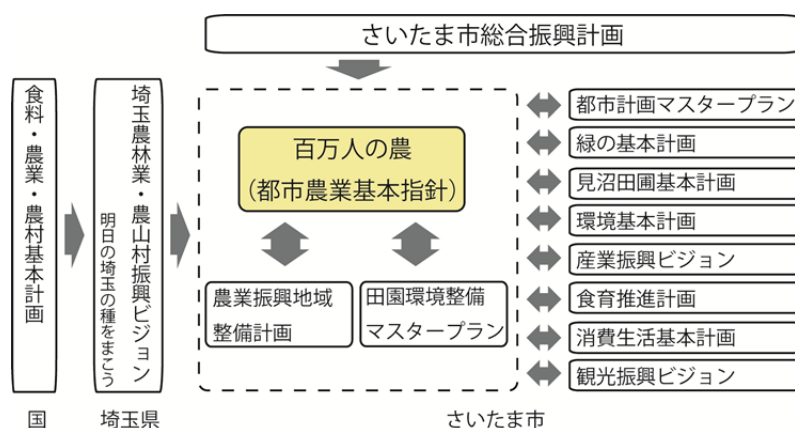 さいたま市総合振興計画
食料・農業・農村基本計画
埼玉農林業・農山村振興ビジョン
明日の埼玉の種をまこう
百万人の農
（都市農業基本指針）
農業振興地域
整備計画
田園環境整備
マスタープラン
都市計画マスタープラン
緑の基本計画
見沼田圃基本計画
環境基本計画
産業振興ビジョン
食育推進計画
消費生活基本計画
観光振興ビジョン
国
埼玉県
さいたま市